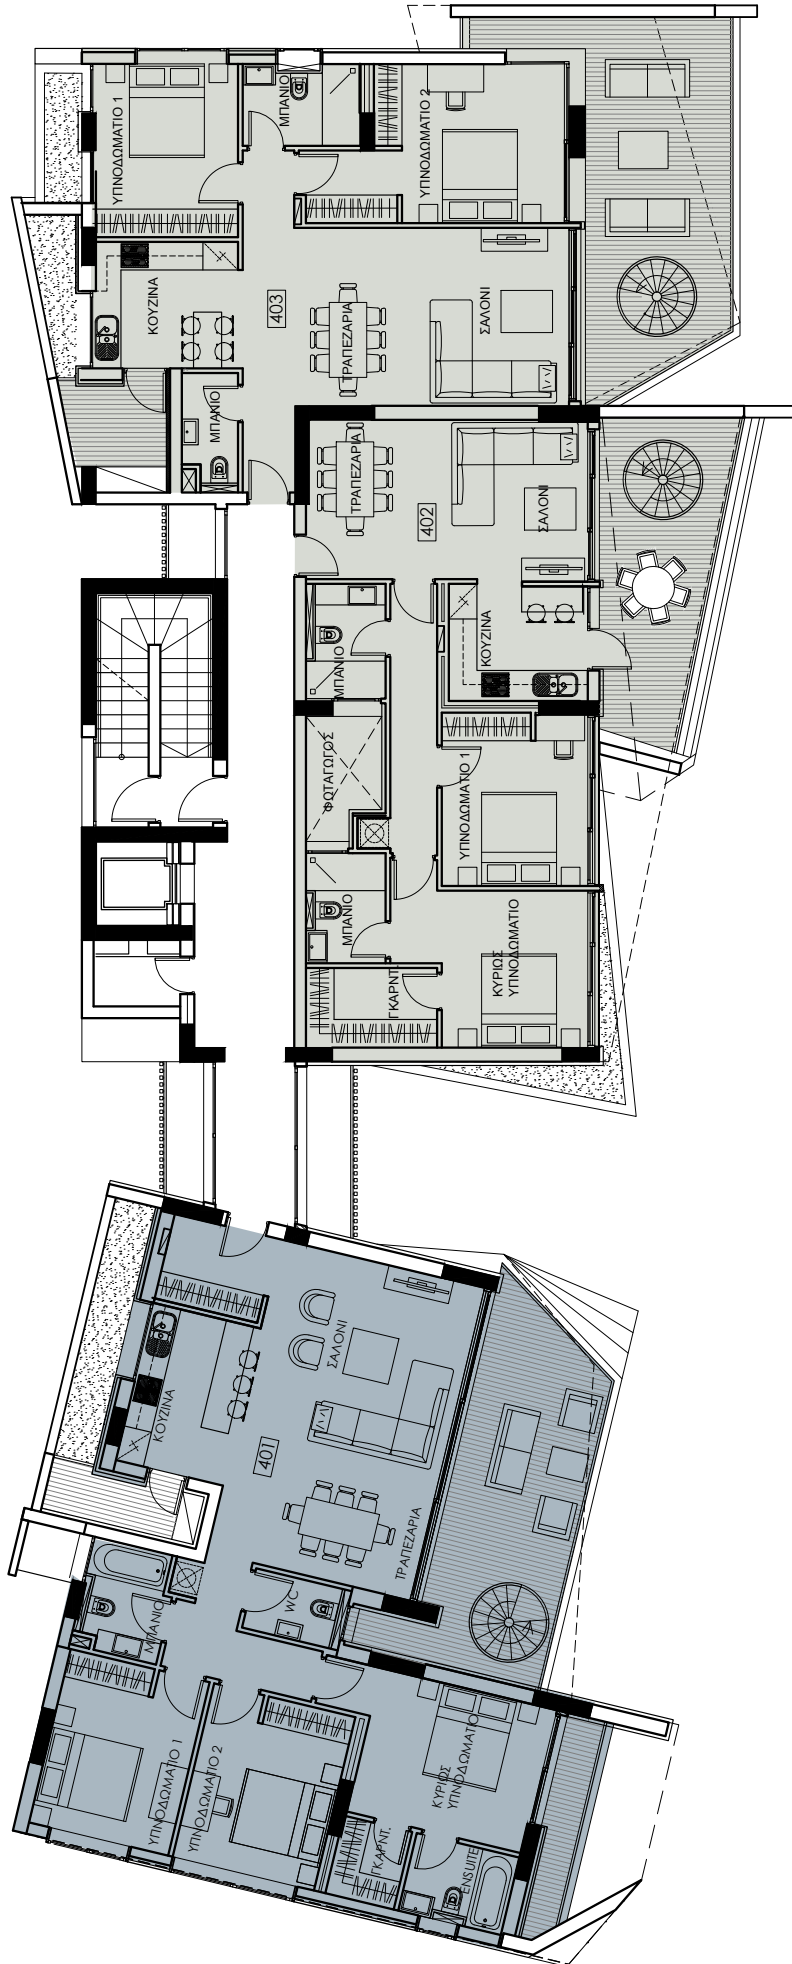 ΥΠΝΟΔΩΜΑΤΙΟ 1
ΜΠΑΝΙΟ
ΥΠΝΟΔΩΜΑΤΙΟ 2
ΚΟΥΖΙΝΑ
403
ΤΡΑΠΕΖΑΡΙΑ
ΣΑΛΟΝΙ
ΜΠΑΝΙΟ
ΤΡΑΠΕΖΑΡΙΑ
402
ΣΑΛΟΝΙ
ΜΠΑΝΙΟ
ΚΟΥΖΙΝΑ
ΦΩΤΑΓΩΓΟΣ
ΥΠΝΟΔΩΜΑΤΙΟ 1
ΜΠΑΝΙΟ
ΓΚΑΡΝΤ.
ΚΥΡΙΩΣ
ΥΠΝΟΔΩΜΑΤΙΟ
ΣΑΛΟΝΙ
ΚΟΥΖΙΝΑ
401
ΤΡΑΠΕΖΑΡΙΑ
ΜΠΑΝΙΟ
WC
ΥΠΝΟΔΩΜΑΤΙΟ 1
ΥΠΝΟΔΩΜΑΤΙΟ 2
ΚΥΡΙΩΣ
ΥΠΝΟΔΩΜΑΤΙΟ
ΓΚΑΡΝΤ.
ENSUITE